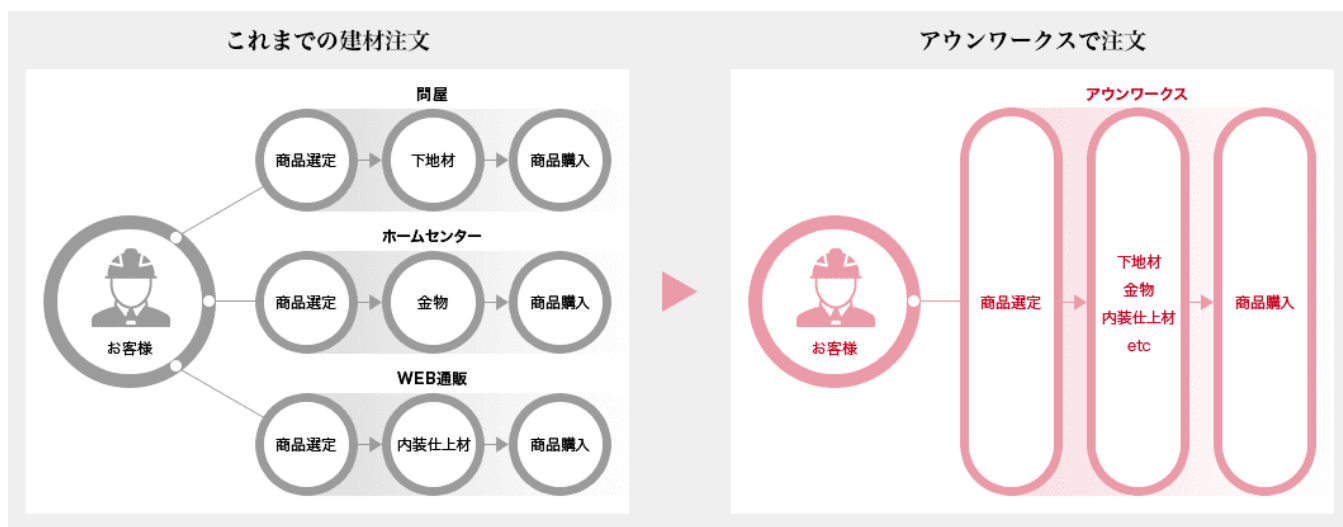 これまでの建材注文
問屋
商品選定
下地材
商品購入
ホームセンター
商品選定
金物
商品購入
お客様
WEB通販
商品選定
内装仕上材
商品購入
アウンワークスで注文
アウンワークス
お客様
商品選定
下地材
金物
内装仕上材
etc
商品購入